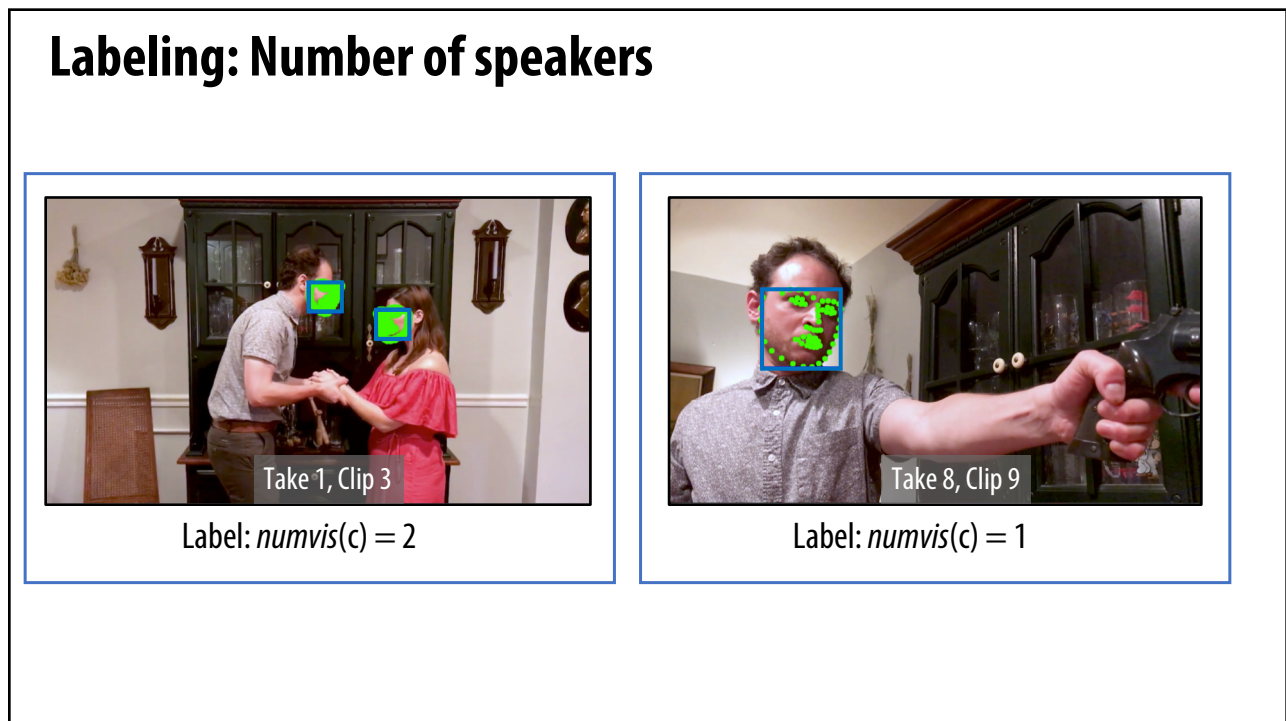 Labeling: Number of speakers
Take 1, Clip 3
Label: numvis(c) = 2
Take 8, Clip 9
Label: numvis(c) = 1